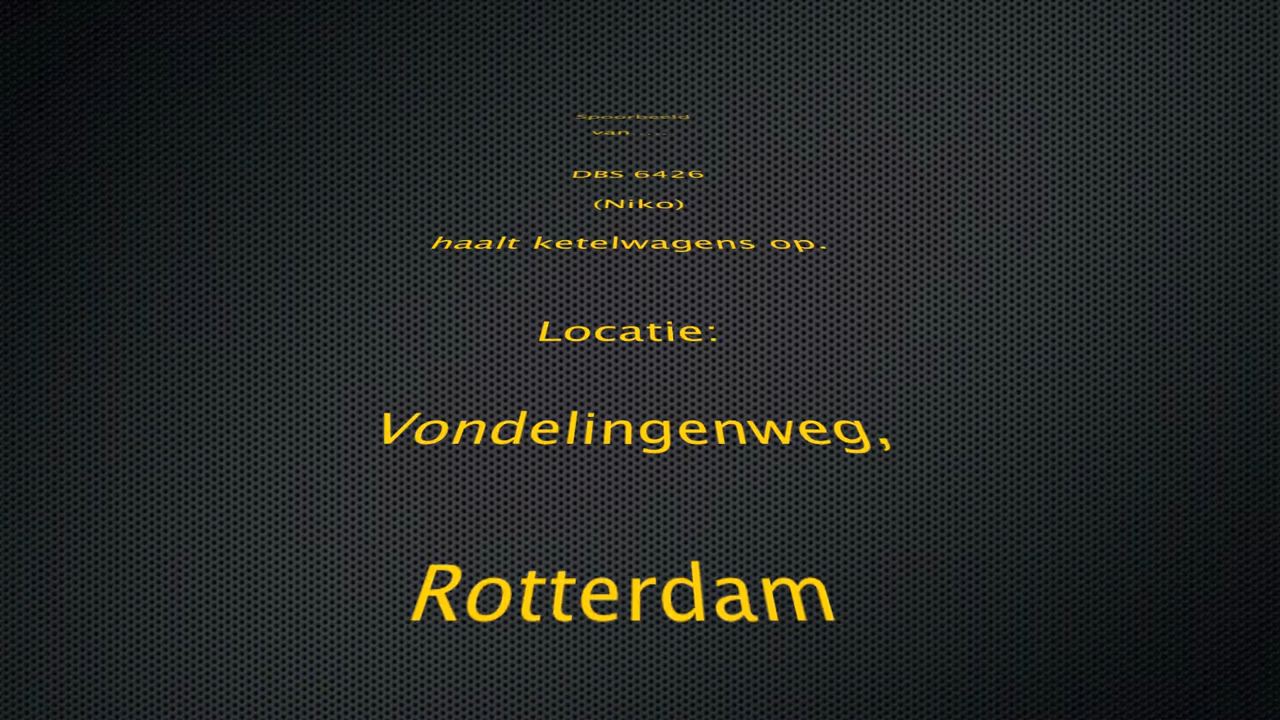 Spoorbeeld
van
DBS 6426
(Niko)
haalt ketelwagens op.
Locatie:
Vondelingenweg,
Rotterdam